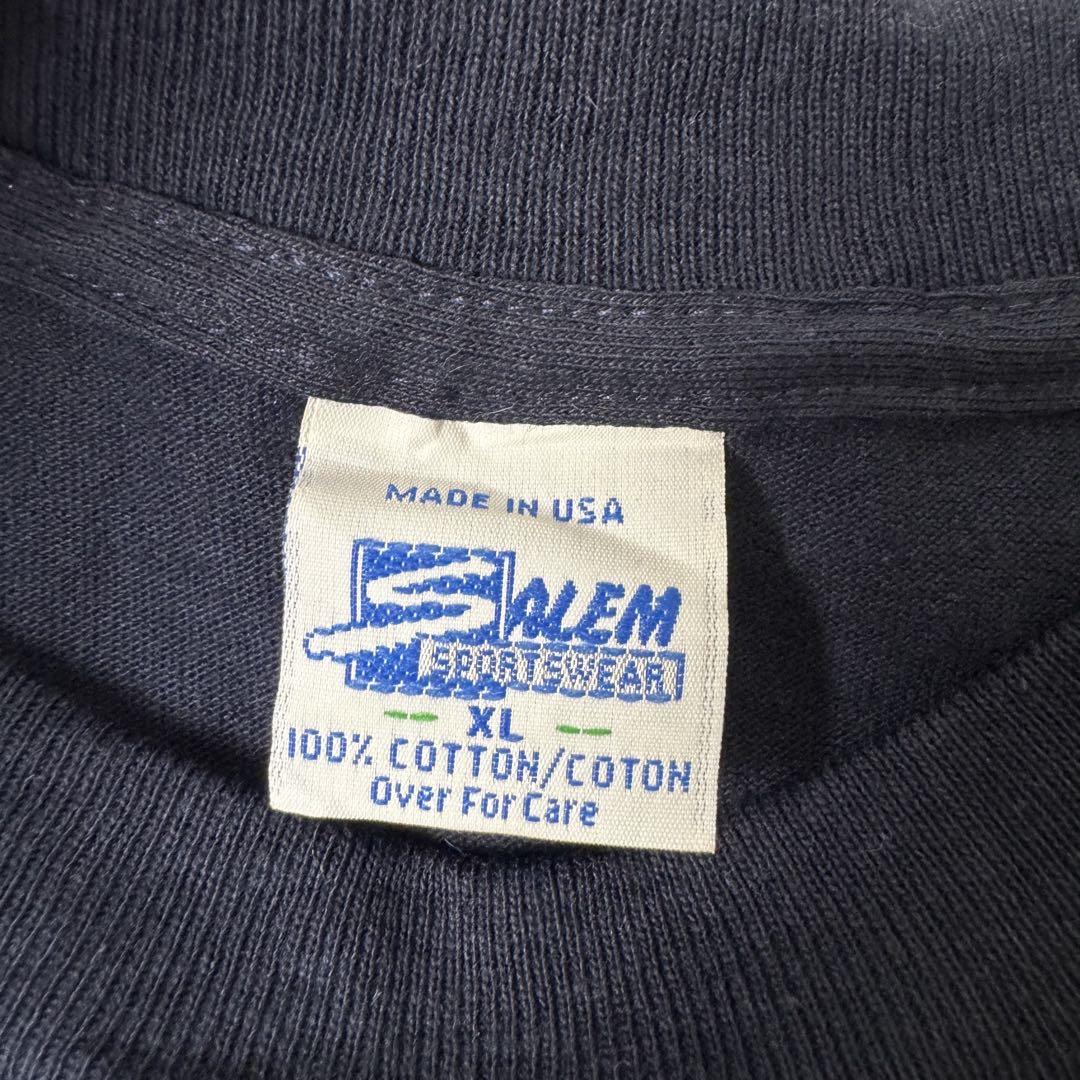 MADE IN USA
SALEM
SPORTSWEAR
XL
100% COTTON/COTON
Over For Care